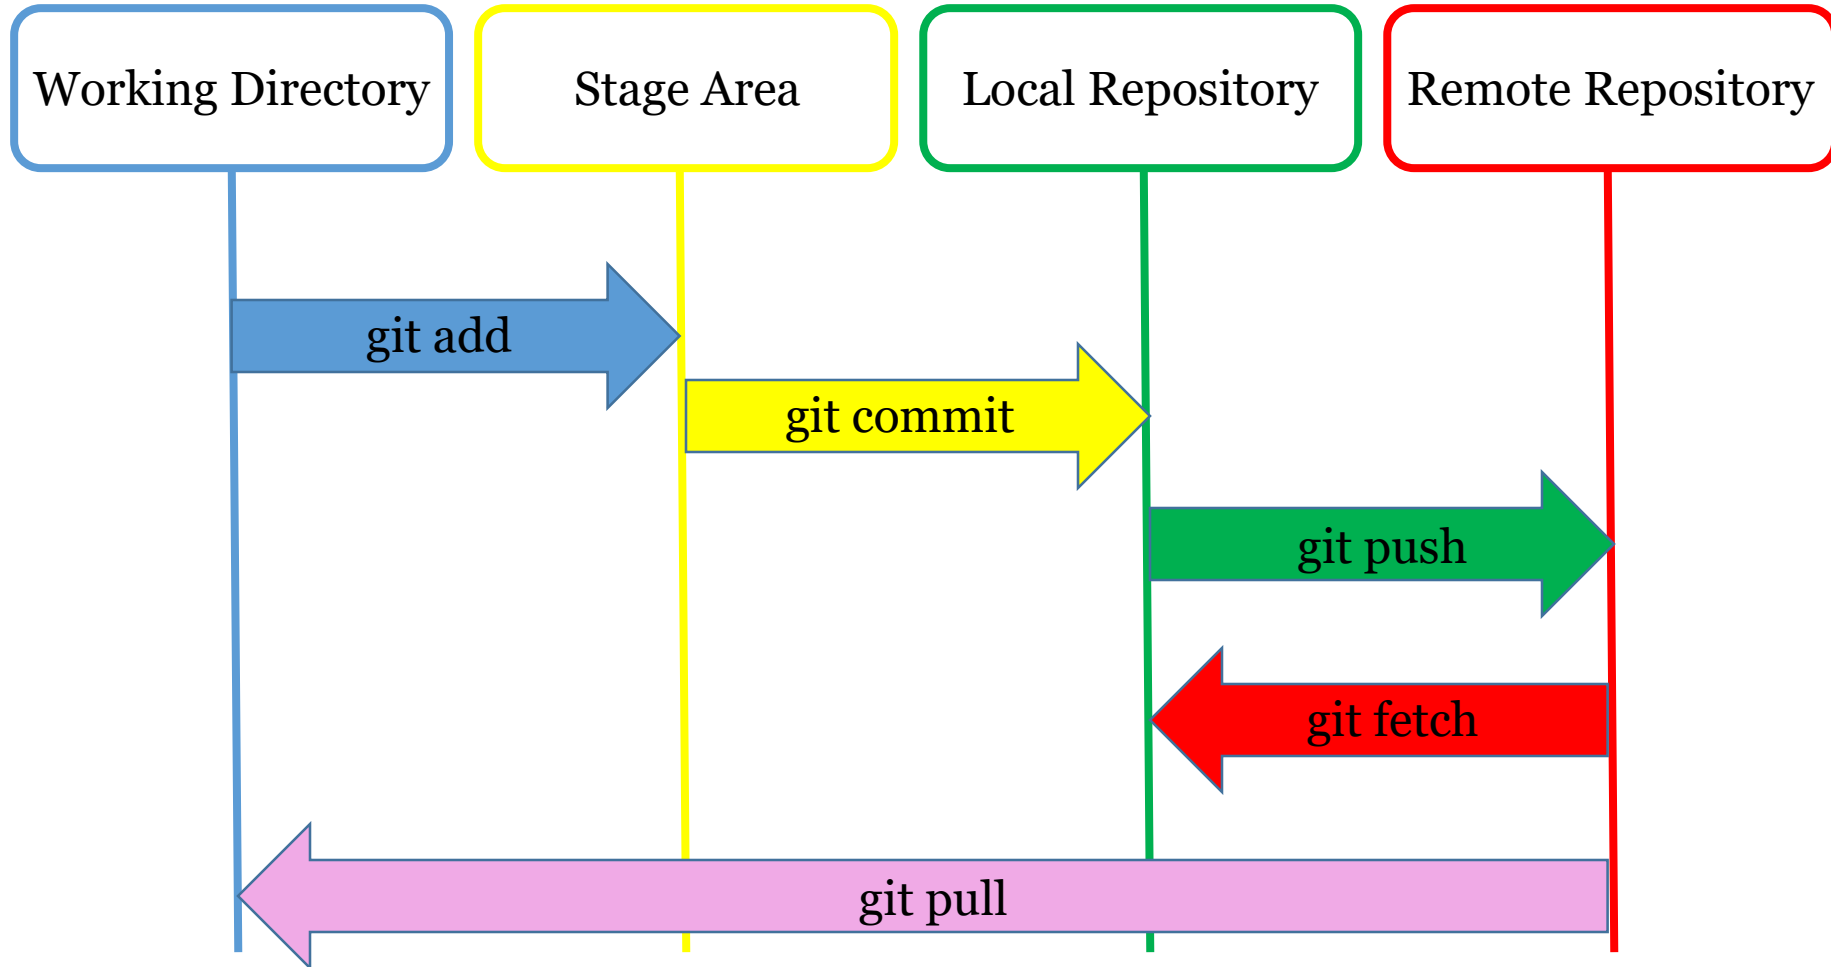 Working Directory
Stage Area
Local Repository
Remote Repository
git add
git commit
git push
git fetch
git pull